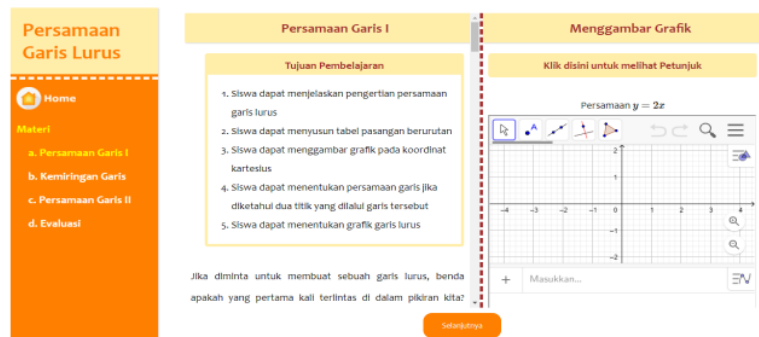 Persamaan
Garis Lurus
Home
Materi
a. Persamaan Garis I
b. Kemiringan Garis
c. Persamaan Garis II
d. Evaluasi
Persamaan Garis I
Tujuan Pembelajaran
1. Siswa dapat menjelaskan pengertian persamaan
garis lurus
2. Siswa dapat menyusun tabel pasangan berurutan
3. Siswa dapat menggambar grafik pada koordinat
kartesius
4. Siswa dapat menentukan persamaan garis jika
diketahui dua titik yang dilalui garis tersebut
5. Siswa dapat menentukan grafik garis lurus
Jika diminta untuk membuat sebuah garis lurus, benda
apakah yang pertama kali terlintas di dalam pikiran kita?
Menggambar Grafik
Klik disini untuk melihat Petunjuk
Persamaan y = 2x
A
2
1
-4 -3 -2 -1 0 1 2 3 4
-1
-2
+ Masukkan...
Selanjutnya